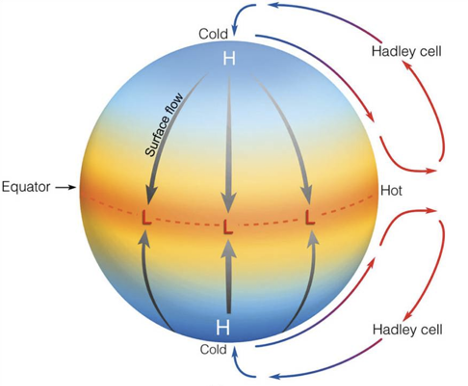 Cold
H
Hadley cell
Surface flow
Equator
Hot
L
L
L
H
Cold
Hadley cell